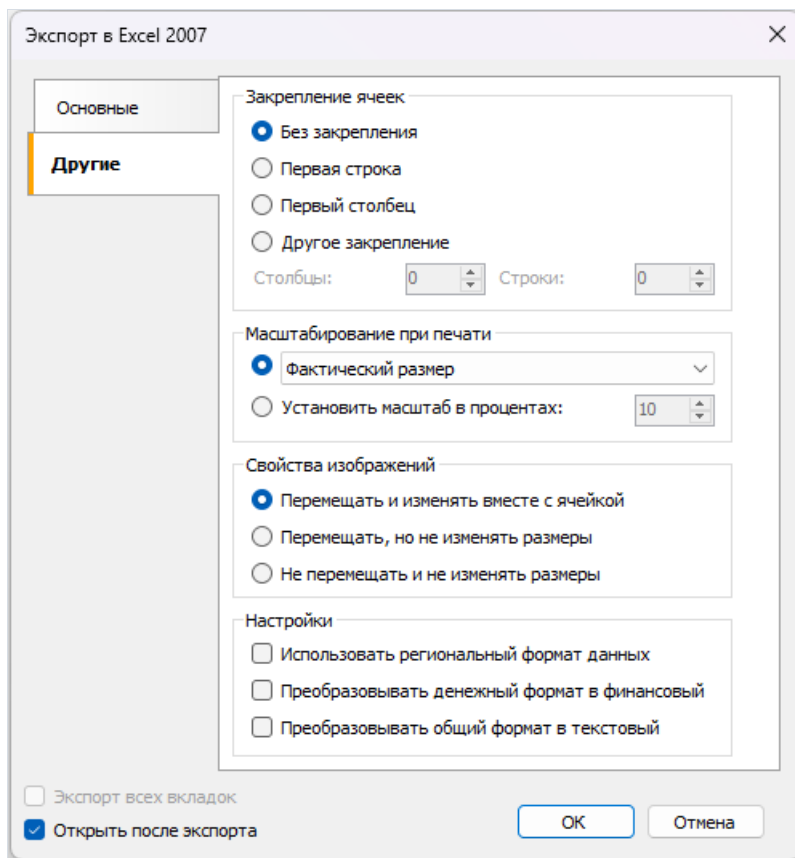 Экспорт в Excel 2007
Основные
Другие
Закрепление ячеек
Без закрепления
Первая строка
Первый столбец
Другое закрепление
Столбцы: 0 Строки: 0
Масштабирование при печати
Фактический размер
Установить масштаб в процентах: 10
Свойства изображений
Перемещать и изменять вместе с ячейкой
Перемещать, но не изменять размеры
Не перемещать и не изменять размеры
Настройки
Использовать региональный формат данных
Преобразовывать денежный формат в финансовый
Преобразовывать общий формат в текстовый
Экспорт всех вкладок
Открыть после экспорта
ОК Отмена